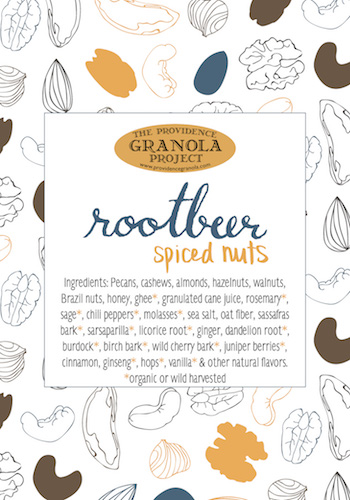 THE PROVIDENCE
GRANOLA
PROJECT
www.providencegranola.com
rootbeer
spiced nuts
Ingredients: Pecans, cashews, almonds, hazelnuts, walnuts,
Brazil nuts, honey, ghee*, granulated cane juice, rosemary*,
sage*, chili peppers*, molasses*, sea salt, oat fiber, sassafras
bark*, sarsaparilla*, licorice root*, ginger, dandelion root*,
burdock*, birch bark*, wild cherry bark*, juniper berries*,
cinnamon, ginseng*, hops*, vanilla* & other natural flavors.
*organic or wild harvested